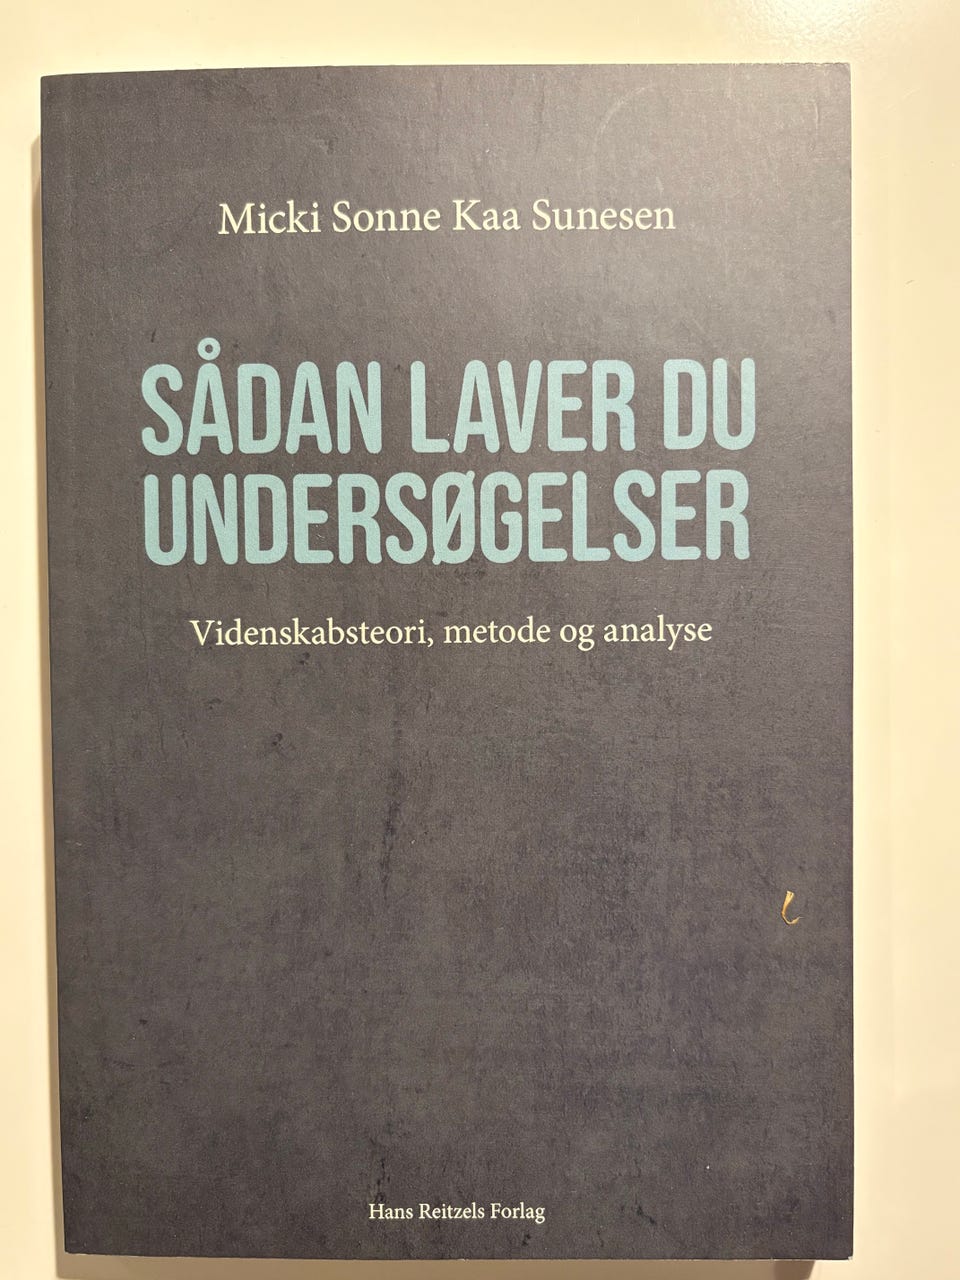 Micki Sonne Kaa Sunesen
SÅDAN LAVER DU
UNDERSØGELSER
Videnskabsteori, metode og analyse
Hans Reitzels Forlag